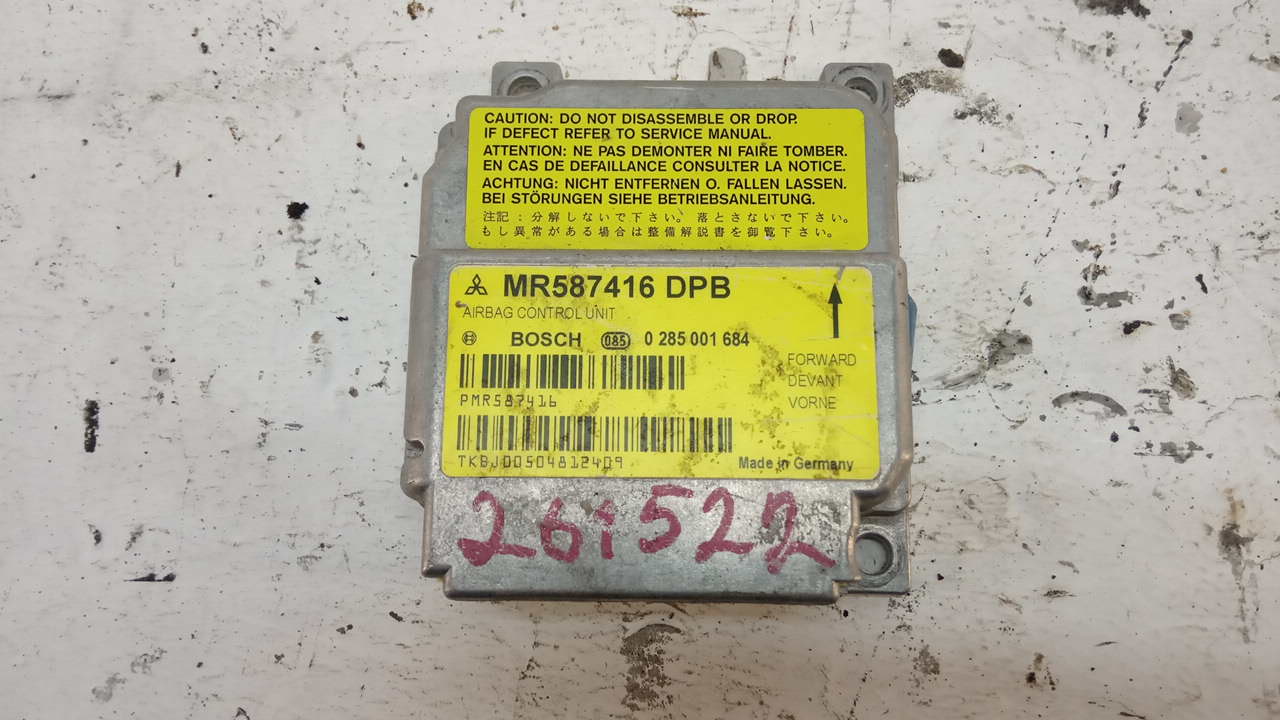 CAUTION: DO NOT DISASSEMBLE OR DROP.
IF DEFECT REFER TO SERVICE MANUAL.
ATTENTION: NE PAS DEMONTER NI FAIRE TOMBER.
EN CAS DE DEFAILLANCE CONSULTER LA NOTICE.
ACHTUNG: NICHT ENTFERNEN O. FALLEN LASSEN.
BEI STÖRUNGEN SIEHE BETRIEBSANLEITUNG.
注記：分解しないで下さい。落とさないで下さい。
もし異常がある場合は整備解説書を御覧下さい。
MR587416 DPB
AIRBAG CONTROL UNIT
BOSCH 085 0 285 001 684
FORWARD
DEVANT
VORNE
PMR587416
TKBJ00504812409
Made in Germany
261522